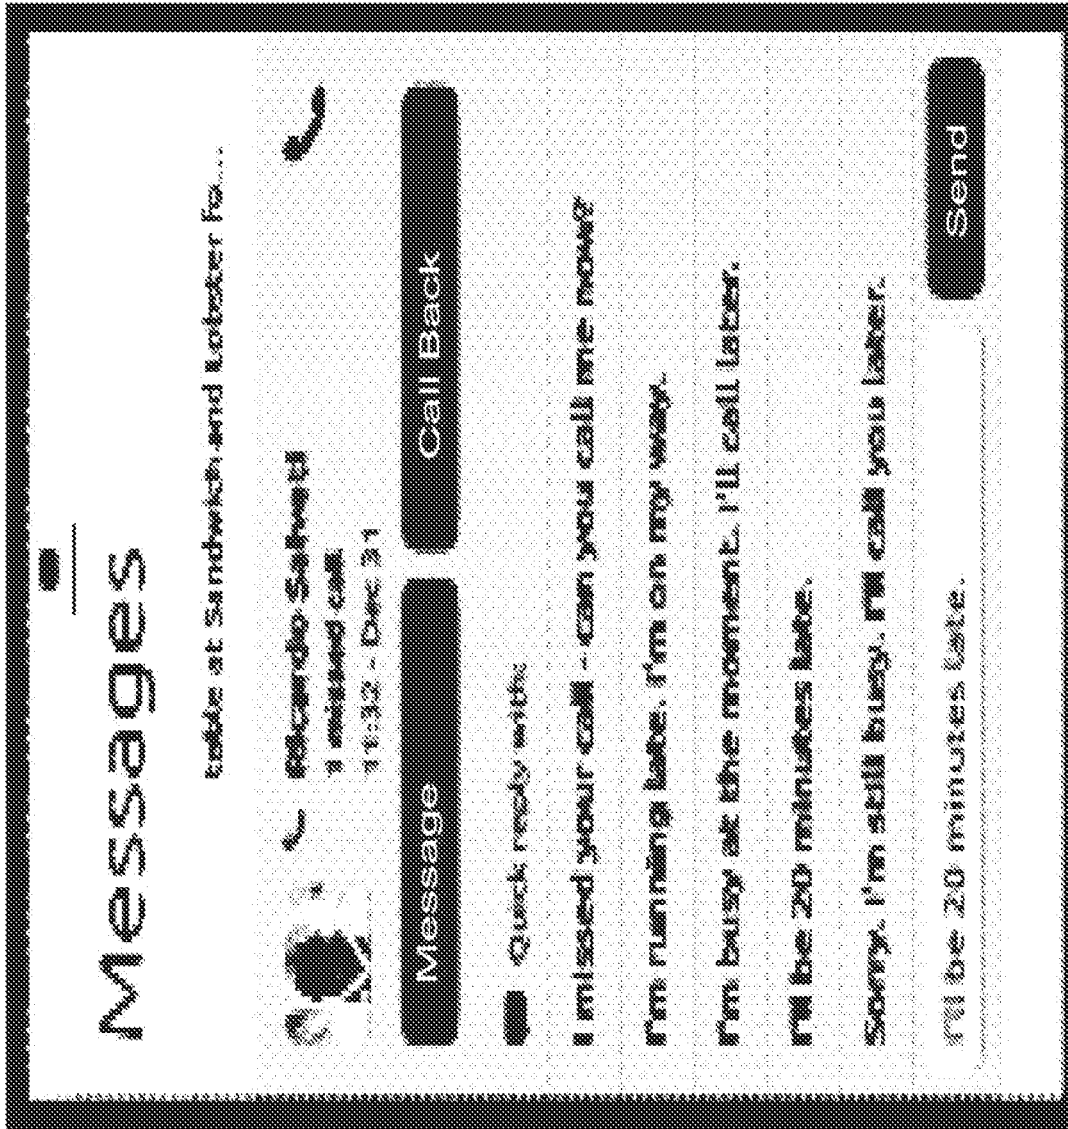 Messages
table at Sandwich and Lobster Fo....
Ricardo Salveti
1 missed call
11:32 - Dec 31
Message
Call Back
Quick reply with:
I missed your call - can you call me now?
I'm running late. I'm on my way.
I'm busy at the moment. I'll call later.
I'll be 20 minutes late.
Sorry. I'm still busy. I'll call you later.
I'll be 20 minutes late.
Send